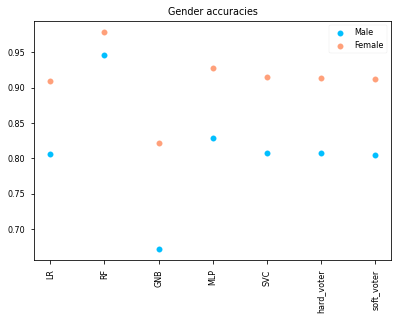 Gender accuracies
Male
Female
0.95
0.90
0.85
0.80
0.75
0.70
LR
RF
GNB
MLP
SVC
hard_voter
soft_voter